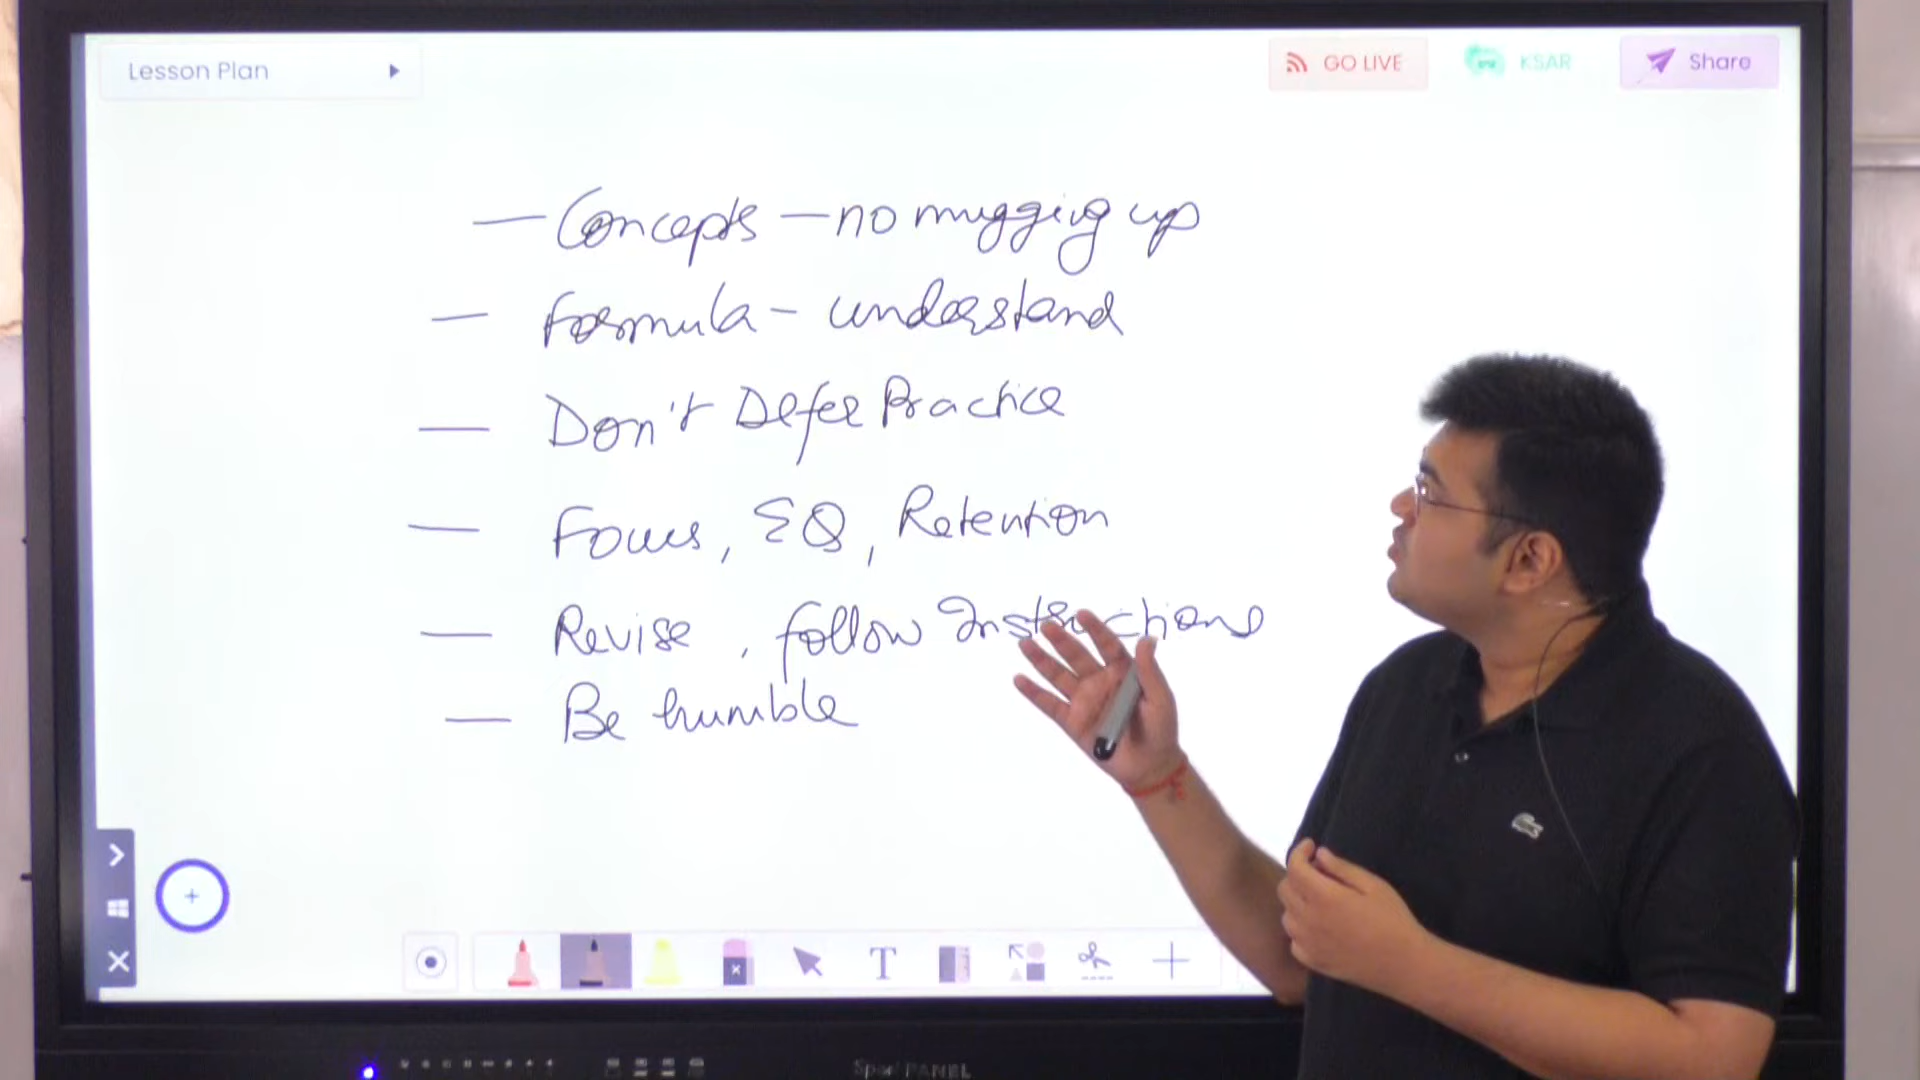 Lesson Plan
GO LIVE
KSAR
Share
— Concepts — no mugging up
— Formula - understand
— Don't Defer Practice
— Focus, EQ, Retention
— Revise, follow Instructions
— Be humble
T